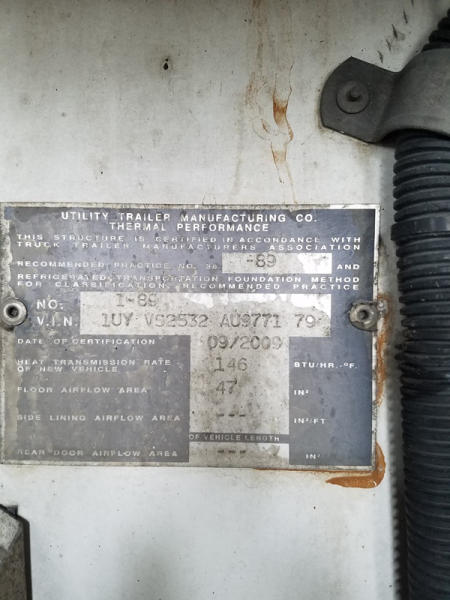 UTILITY TRAILER MANUFACTURING CO.
THERMAL PERFORMANCE
THIS STRUCTURE IS CERTIFIED IN ACCORDANCE WITH
TRUCK TRAILER MANUFACTURERS ASSOCIATION
RECOMMENDED PRACTICE NO. 38 -89 AND
REFRIGERATED TRANSPORTATION FOUNDATION METHOD
FOR CLASSIFICATION, RECOMMENDED PRACTICE
NO. I-89
V.I.N. 1UY VS2532 AU9771 79
DATE OF CERTIFICATION 09/2009
HEAT TRANSMISSION RATE
OF NEW VEHICLE 146 BTU/HR.-°F.
FLOOR AIRFLOW AREA 47 IN²
SIDE LINING AIRFLOW AREA --- IN²/FT
OF VEHICLE LENGTH
REAR DOOR AIRFLOW AREA --- IN²